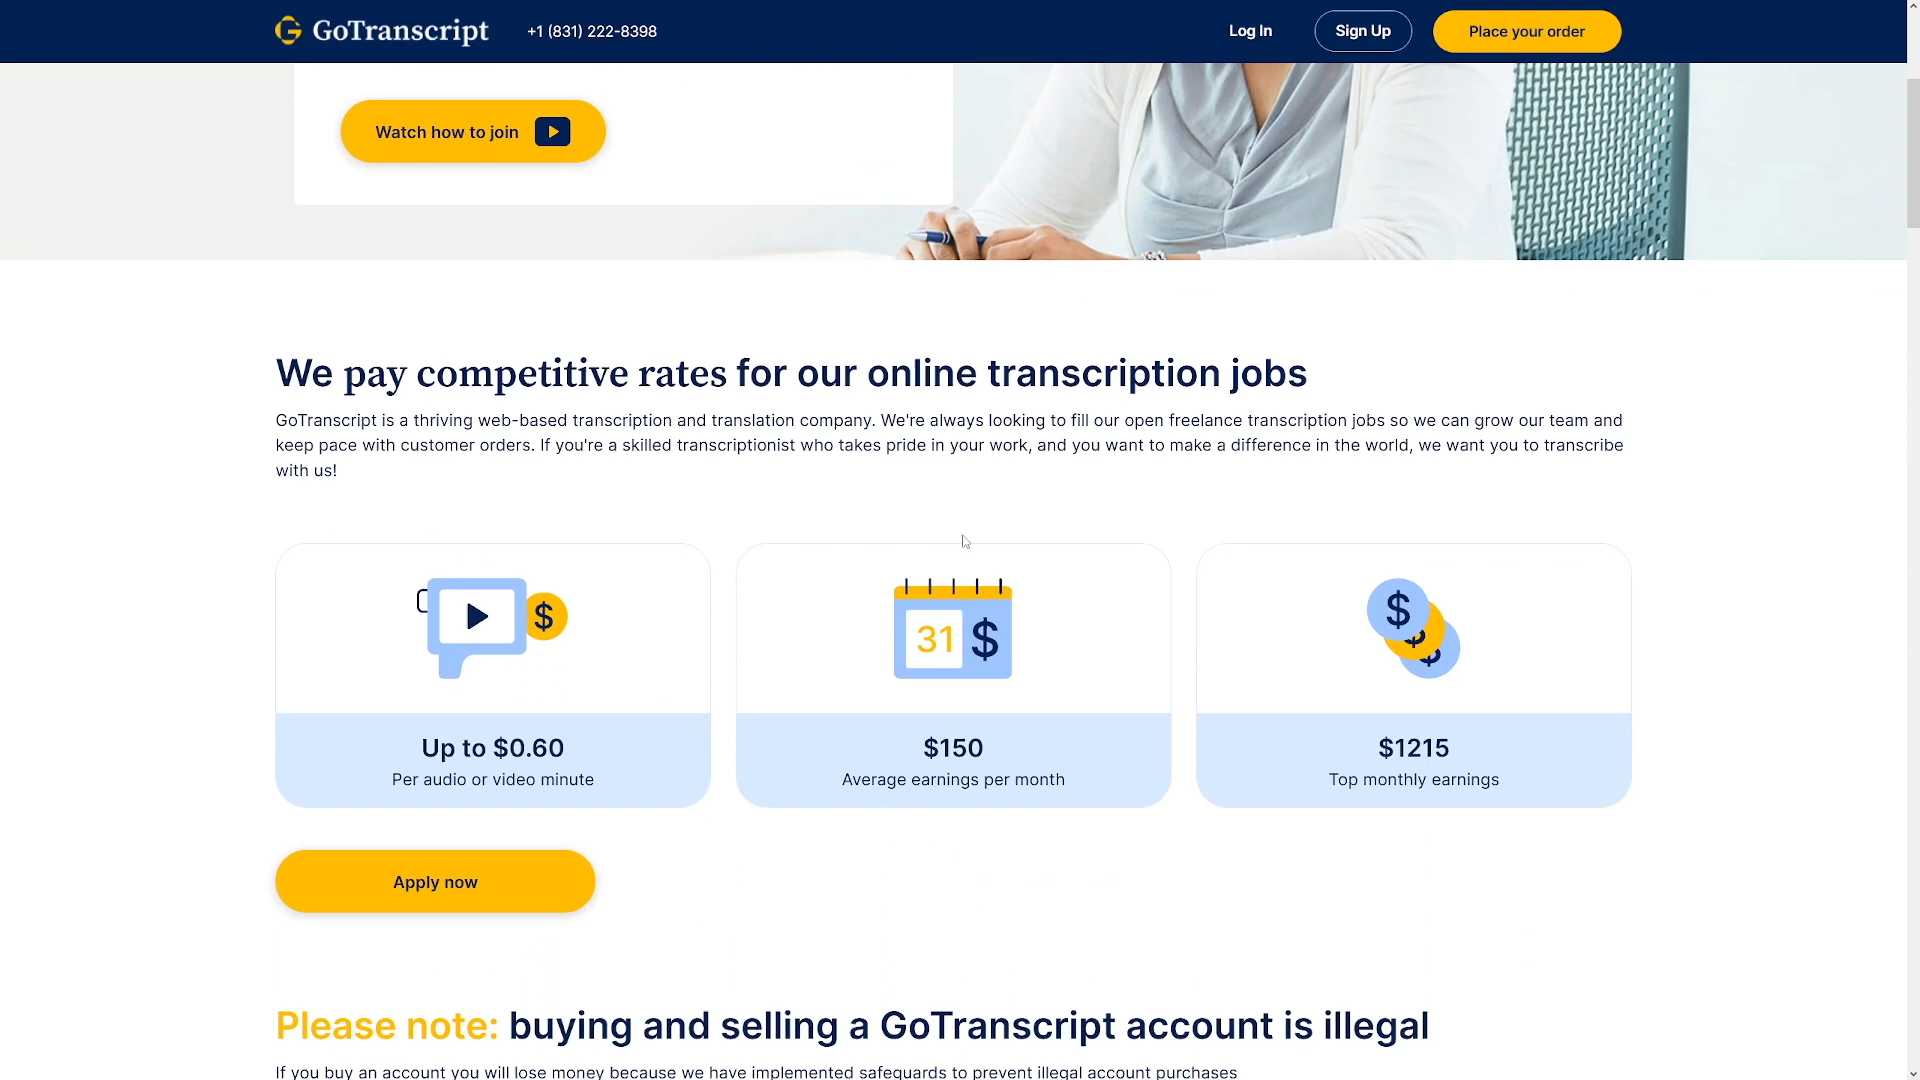 GoTranscript
+1 (831) 222-8398
Log In
Sign Up
Place your order
Watch how to join
We pay competitive rates for our online transcription jobs
GoTranscript is a thriving web-based transcription and translation company. We're always looking to fill our open freelance transcription jobs so we can grow our team and
keep pace with customer orders. If you're a skilled transcriptionist who takes pride in your work, and you want to make a difference in the world, we want you to transcribe
with us!
$
31 $
$ $ $
Up to $0.60
Per audio or video minute
$150
Average earnings per month
$1215
Top monthly earnings
Apply now
Please note: buying and selling a GoTranscript account is illegal
If you buy an account you will lose money because we have implemented safeguards to prevent illegal account purchases